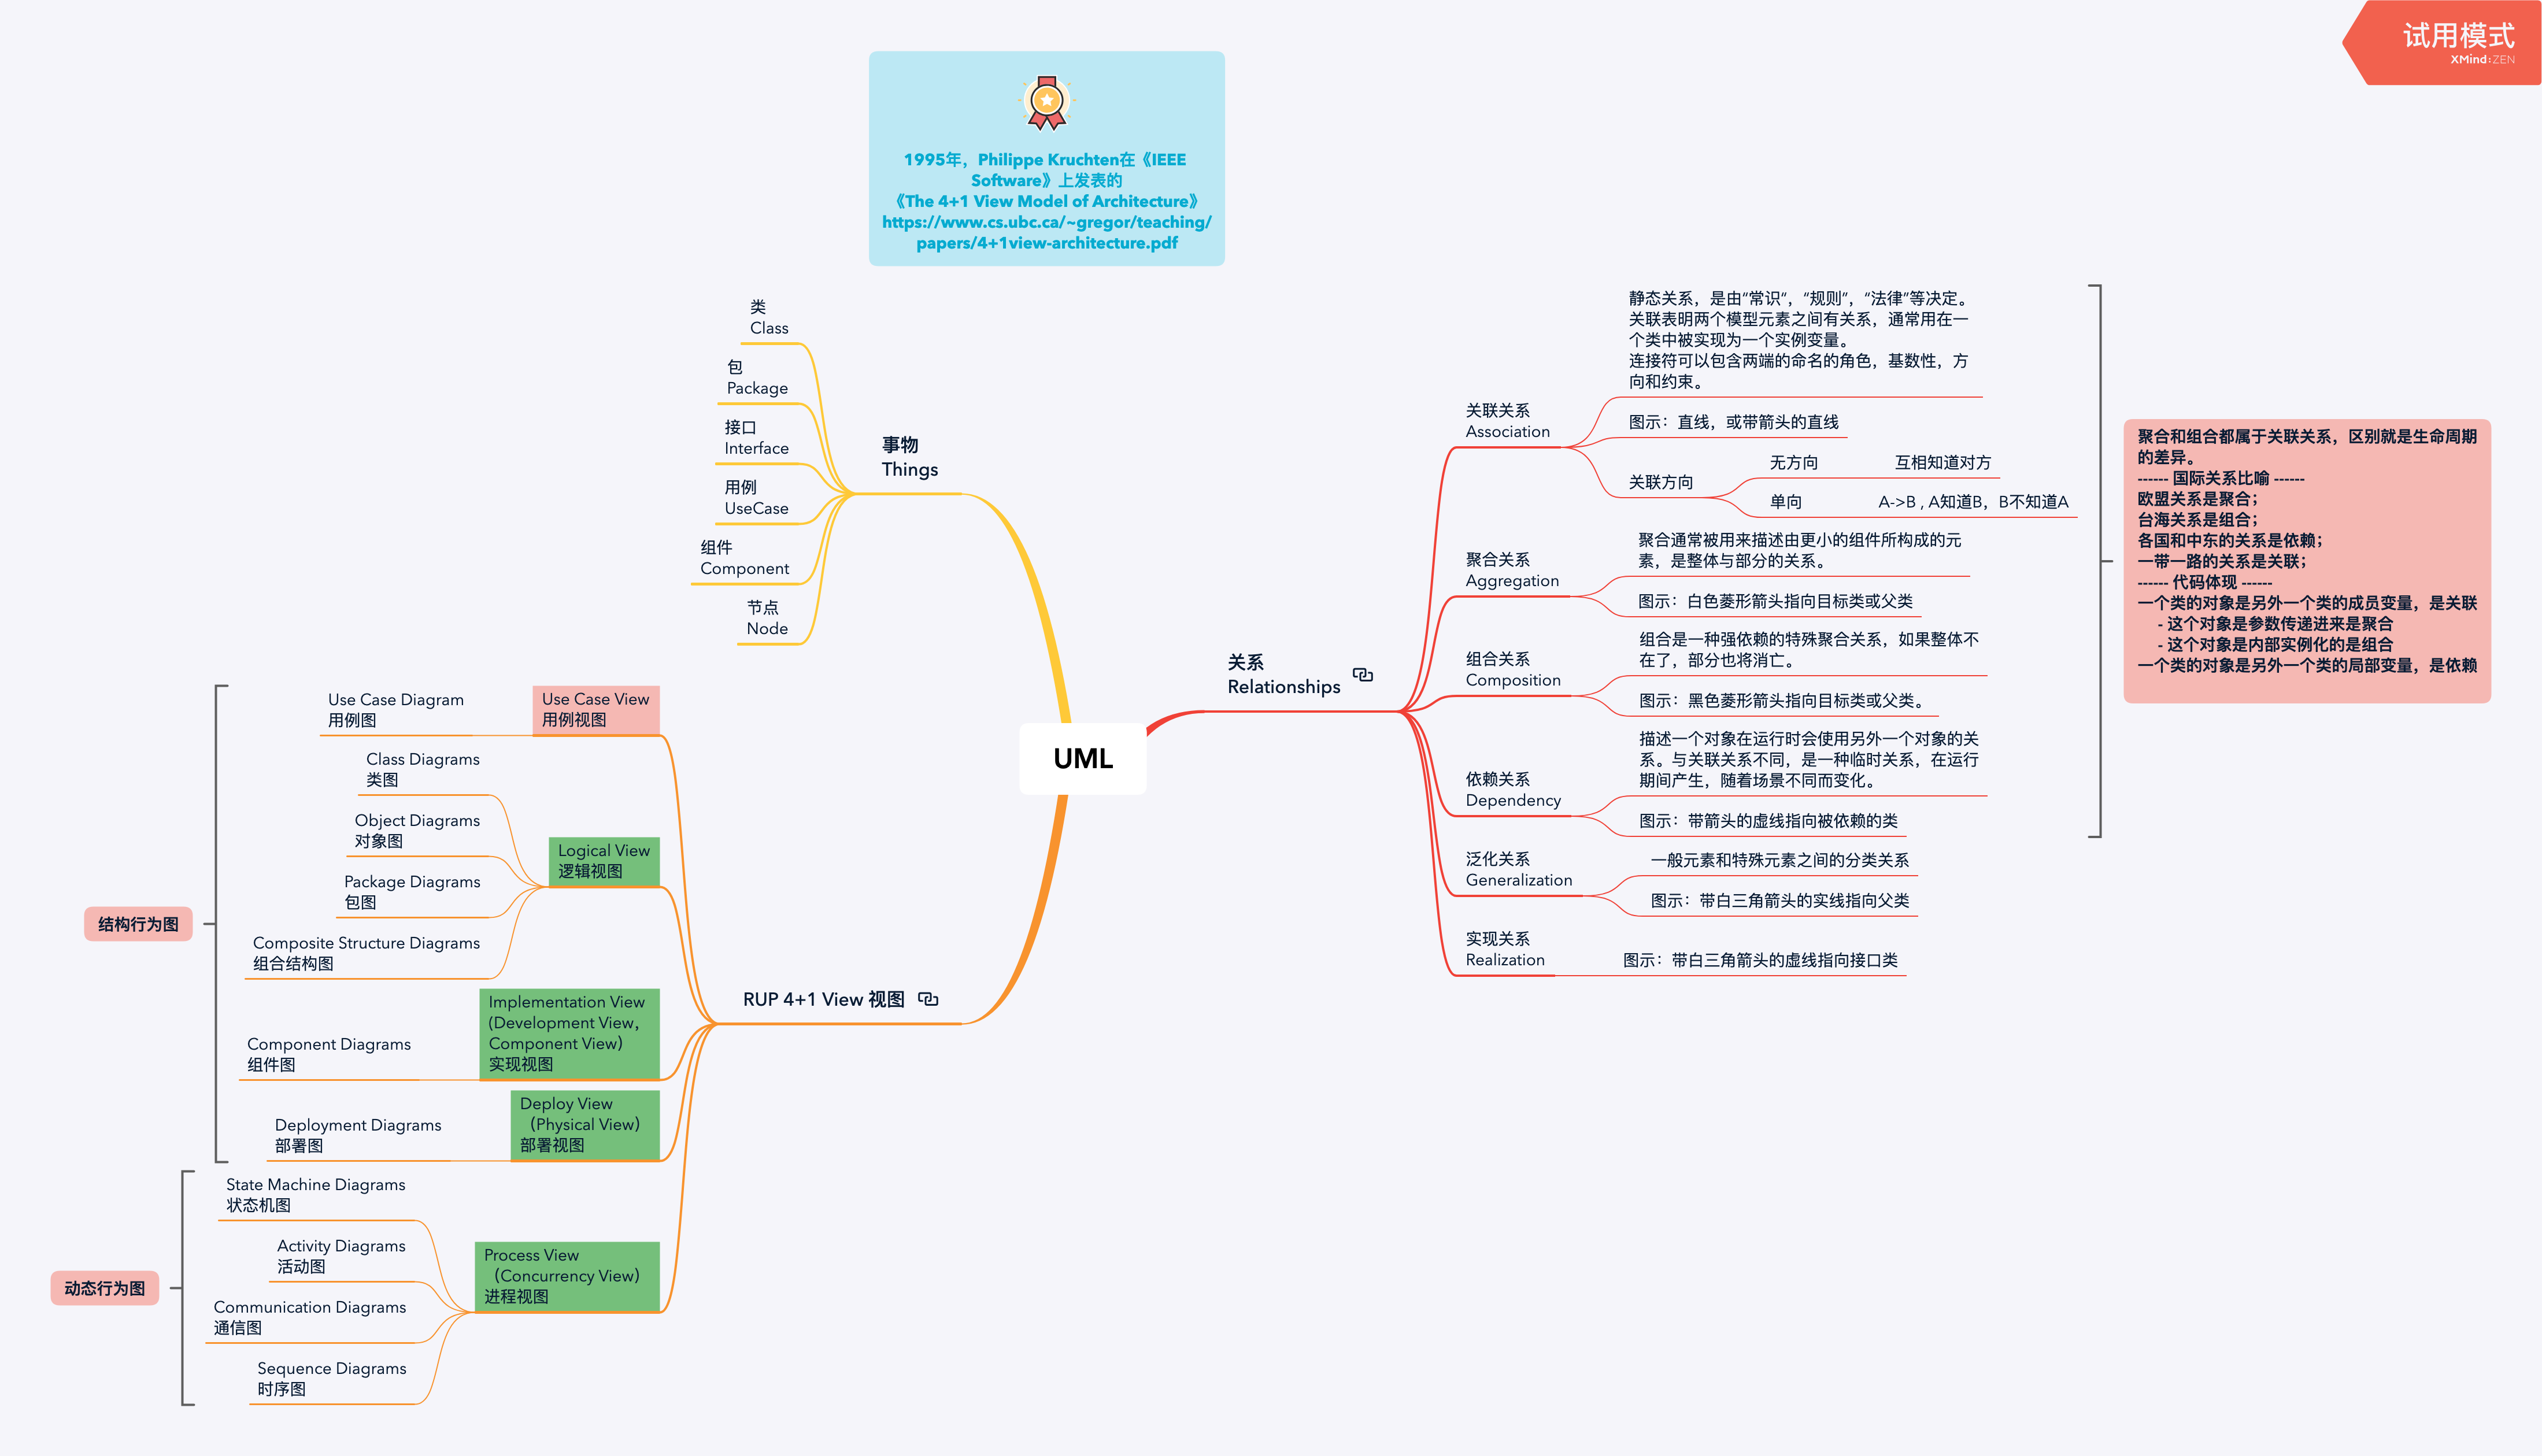 试用模式
XMind:ZEN
1995年，Philippe Kruchten在《IEEE
Software》上发表的
《The 4+1 View Model of Architecture》
https://www.cs.ubc.ca/~gregor/teaching/
papers/4+1view-architecture.pdf
UML
事物
Things
类
Class
包
Package
接口
Interface
用例
UseCase
组件
Component
节点
Node
RUP 4+1 View 视图
Use Case View
用例视图
Use Case Diagram
用例图
Logical View
逻辑视图
Class Diagrams
类图
Object Diagrams
对象图
Package Diagrams
包图
Composite Structure Diagrams
组合结构图
Implementation View
(Development View，
Component View)
实现视图
Component Diagrams
组件图
Deploy View
（Physical View）
部署视图
Deployment Diagrams
部署图
结构行为图
Process View
（Concurrency View）
进程视图
State Machine Diagrams
状态机图
Activity Diagrams
活动图
Communication Diagrams
通信图
Sequence Diagrams
时序图
动态行为图
关系
Relationships
关联关系
Association
静态关系，是由“常识”，“规则”，“法律”等决定。
关联表明两个模型元素之间有关系，通常用在一
个类中被实现为一个实例变量。
连接符可以包含两端的命名的角色，基数性，方
向和约束。
图示：直线，或带箭头的直线
关联方向
无方向
互相知道对方
单向
A->B , A知道B，B不知道A
聚合关系
Aggregation
聚合通常被用来描述由更小的组件所构成的元
素，是整体与部分的关系。
图示：白色菱形箭头指向目标类或父类
组合关系
Composition
组合是一种强依赖的特殊聚合关系，如果整体不
在了，部分也将消亡。
图示：黑色菱形箭头指向目标类或父类。
依赖关系
Dependency
描述一个对象在运行时会使用另外一个对象的关
系。与关联关系不同，是一种临时关系，在运行
期间产生，随着场景不同而变化。
图示：带箭头的虚线指向被依赖的类
泛化关系
Generalization
一般元素和特殊元素之间的分类关系
图示：带白三角箭头的实线指向父类
实现关系
Realization
图示：带白三角箭头的虚线指向接口类
聚合和组合都属于关联关系，区别就是生命周期
的差异。
------ 国际关系比喻 ------
欧盟关系是聚合；
台海关系是组合；
各国和中东的关系是依赖；
一带一路的关系是关联；
------ 代码体现 ------
一个类的对象是另外一个类的成员变量，是关联
- 这个对象是参数传递进来是聚合
- 这个对象是内部实例化的是组合
一个类的对象是另外一个类的局部变量，是依赖